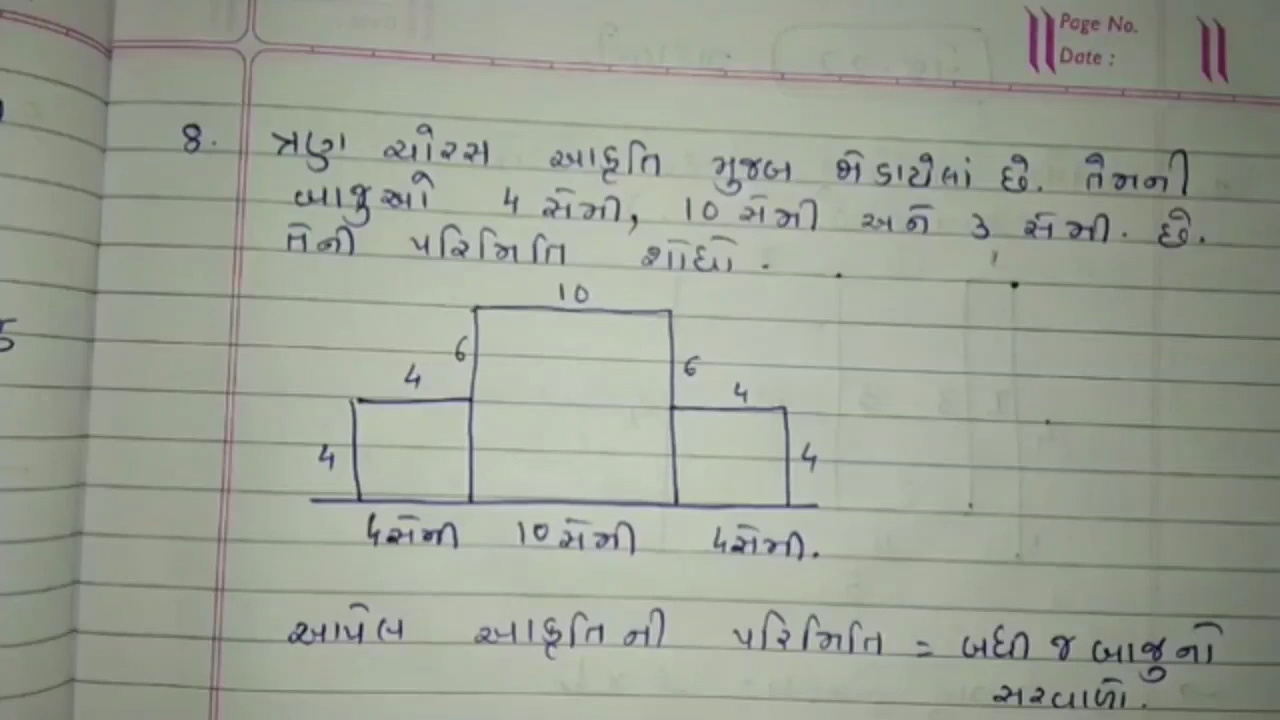 Page No.
Date :
8. ત્રણ ચોરસ આકૃતિ મુજબ જોડાયેલાં છે. તેમની
બાજુઓ 4 સેમી, 10 સેમી અને 3 સેમી. છે.
તેની પરિમિતિ શોધો.
10
6 6
4 4
4 4
4સેમી 10સેમી 4સેમી.
આપેલ આકૃતિની પરિમિતિ = બધી જ બાજુનો
સરવાળો.